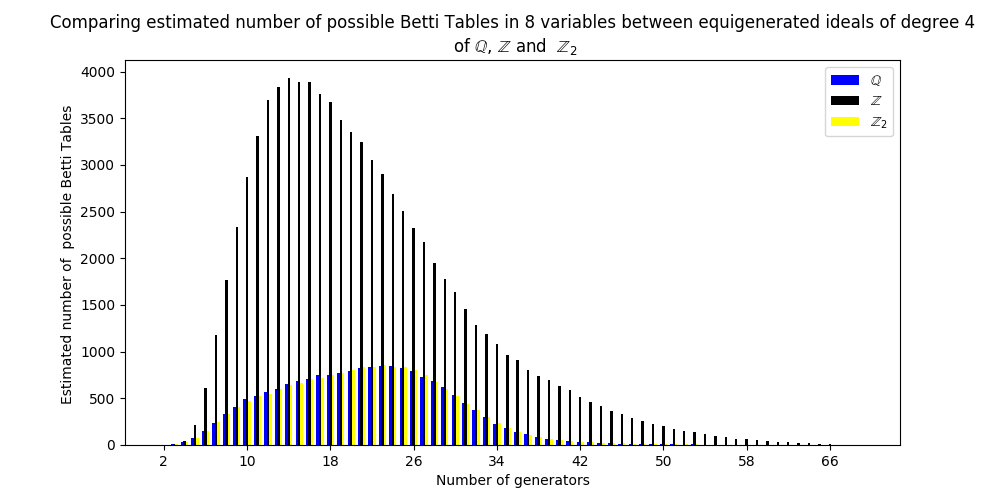 Comparing estimated number of possible Betti Tables in 8 variables between equigenerated ideals of degree 4
of ℚ, ℤ and ℤ₂
ℚ
ℤ
ℤ₂
Estimated number of possible Betti Tables
4000
3500
3000
2500
2000
1500
1000
500
0
2 10 18 26 34 42 50 58 66
Number of generators